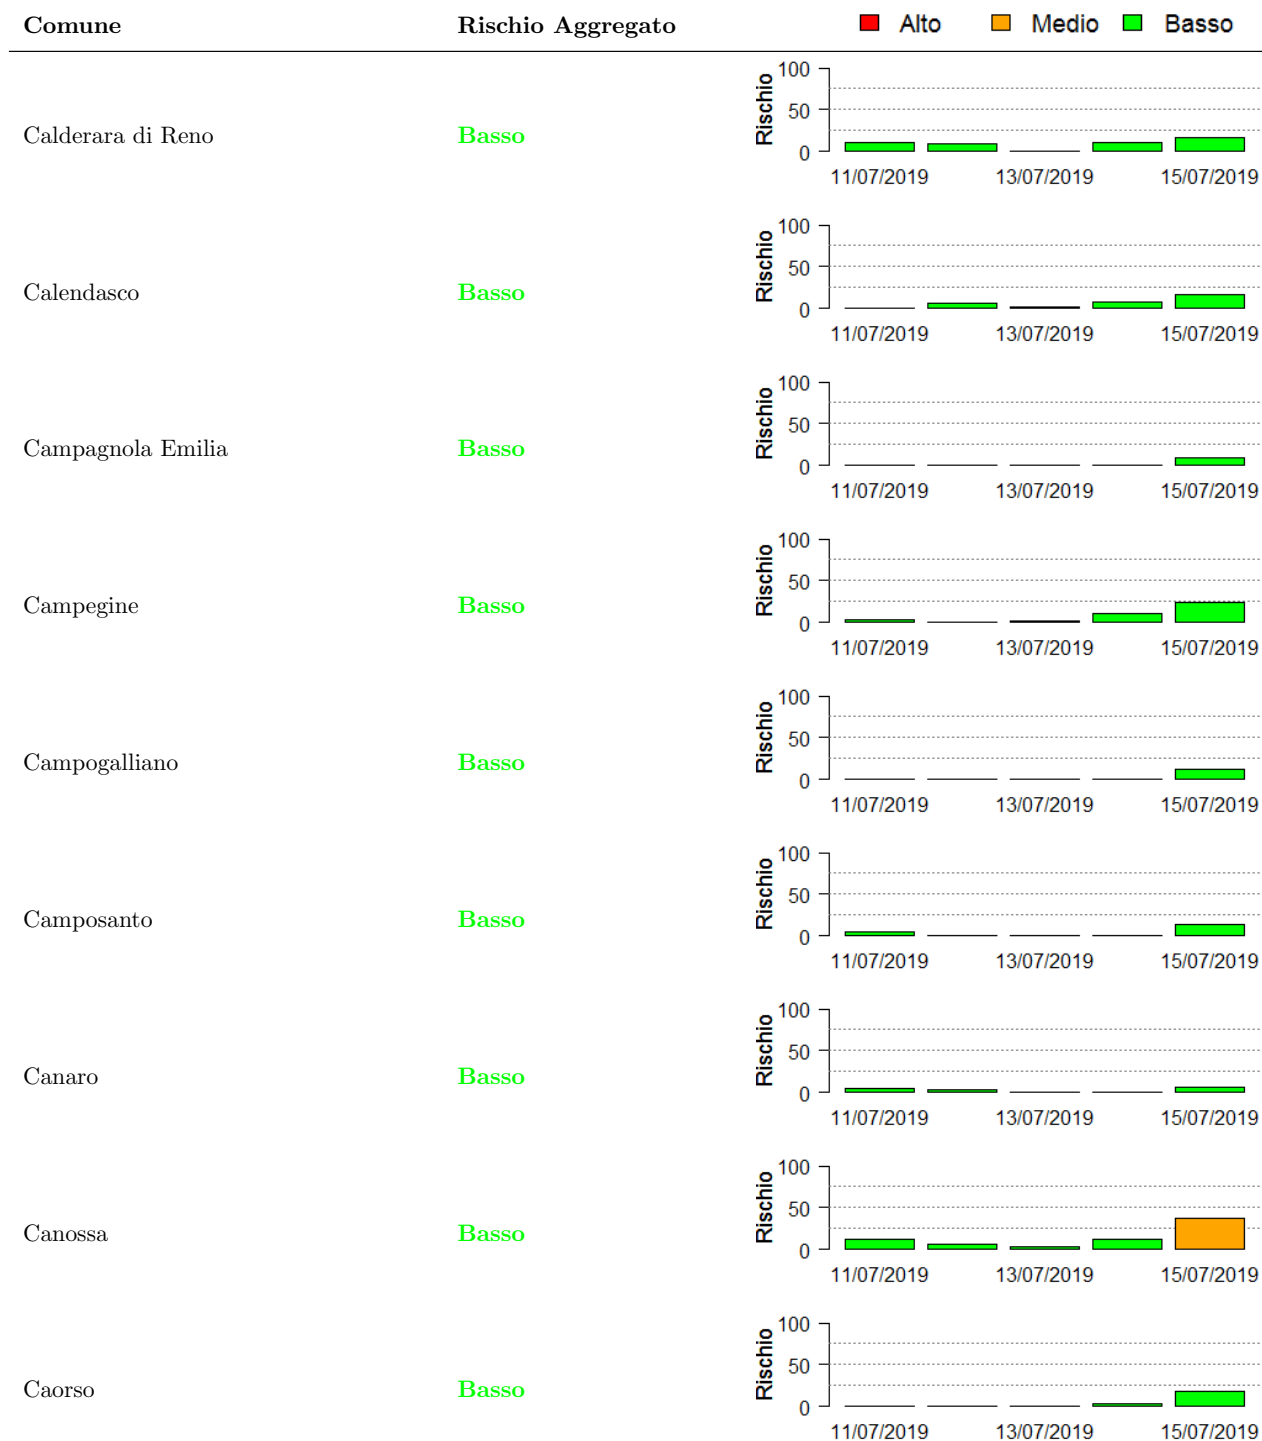 Comune Rischio Aggregato Alto Medio Basso
Calderara di Reno Basso
Rischio
100
50
0
11/07/2019 13/07/2019 15/07/2019
Calendasco Basso
Rischio
100
50
0
11/07/2019 13/07/2019 15/07/2019
Campagnola Emilia Basso
Rischio
100
50
0
11/07/2019 13/07/2019 15/07/2019
Campegine Basso
Rischio
100
50
0
11/07/2019 13/07/2019 15/07/2019
Campogalliano Basso
Rischio
100
50
0
11/07/2019 13/07/2019 15/07/2019
Camposanto Basso
Rischio
100
50
0
11/07/2019 13/07/2019 15/07/2019
Canaro Basso
Rischio
100
50
0
11/07/2019 13/07/2019 15/07/2019
Canossa Basso
Rischio
100
50
0
11/07/2019 13/07/2019 15/07/2019
Caorso Basso
Rischio
100
50
0
11/07/2019 13/07/2019 15/07/2019